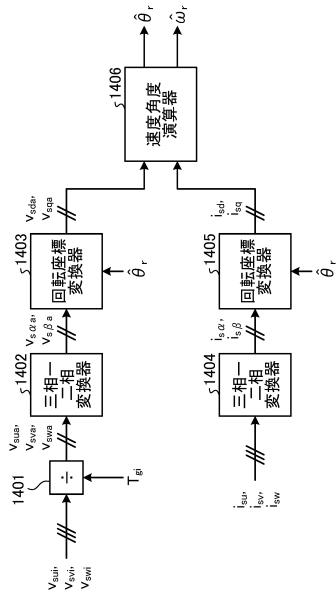 v_sui,
v_svi,
v_swi
1401
÷
T_gi
v_sua,
v_sva,
v_swa
1402
三相ー
二相
変換器
v_sαa,
v_sβa
1403
回転座標
変換器
θ̂_r
v_sda,
v_sqa
i_su,
i_sv,
i_sw
1404
三相ー
二相
変換器
i_sα,
i_sβ
1405
回転座標
変換器
θ̂_r
i_sd,
i_sq
1406
速度角度
演算器
θ̂_r
ω̂_r